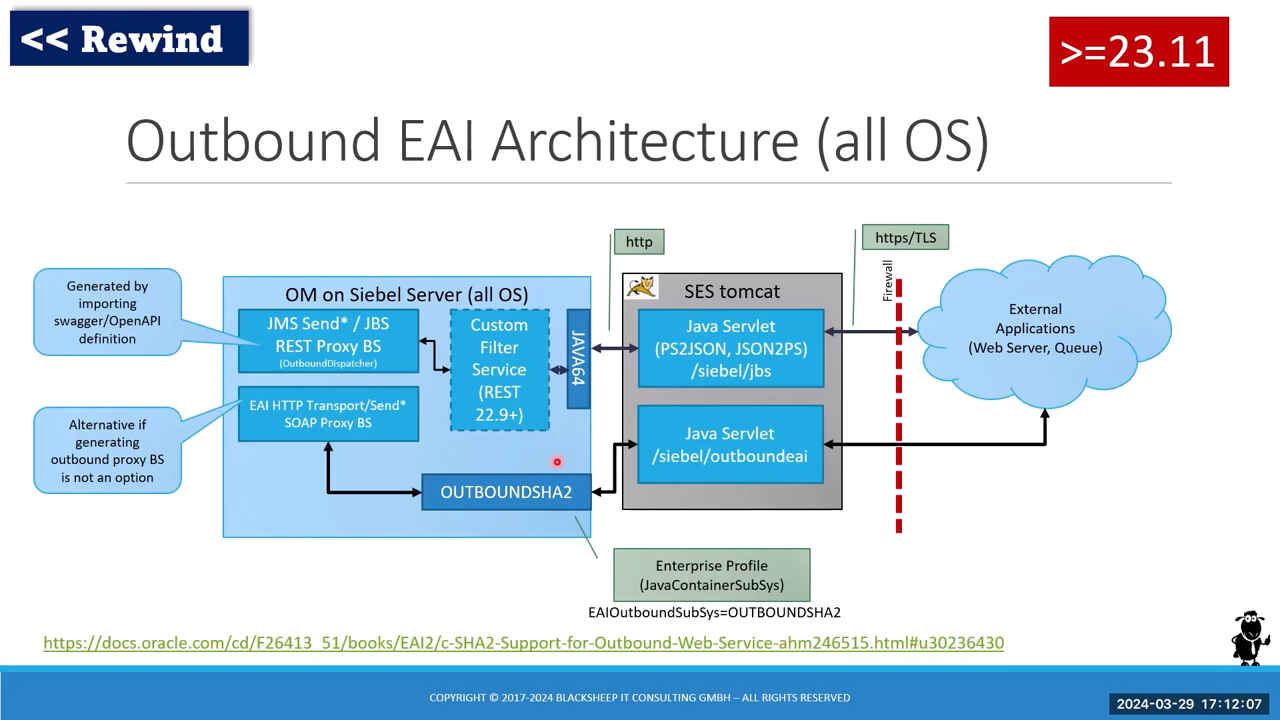 << Rewind
>=23.11
Outbound EAI Architecture (all OS)
http
https/TLS
Generated by
importing
swagger/OpenAPI
definition
OM on Siebel Server (all OS)
JMS Send* / JBS
REST Proxy BS
(OutboundDispatcher)
Custom
Filter
Service
(REST
22.9+)
JAVA64
SES tomcat
Java Servlet
(PS2JSON, JSON2PS)
/siebel/jbs
Firewall
External
Applications
(Web Server, Queue)
Alternative if
generating
outbound proxy BS
is not an option
EAI HTTP Transport/Send*
SOAP Proxy BS
Java Servlet
/siebel/outboundeai
OUTBOUNDSHA2
Enterprise Profile
(JavaContainerSubSys)
EAIOutboundSubSys=OUTBOUNDSHA2
https://docs.oracle.com/cd/F26413_51/books/EAI2/c-SHA2-Support-for-Outbound-Web-Service-ahm246515.html#u30236430
COPYRIGHT © 2017-2024 BLACKSHEEP IT CONSULTING GMBH – ALL RIGHTS RESERVED
2024-03-29 17:12:07